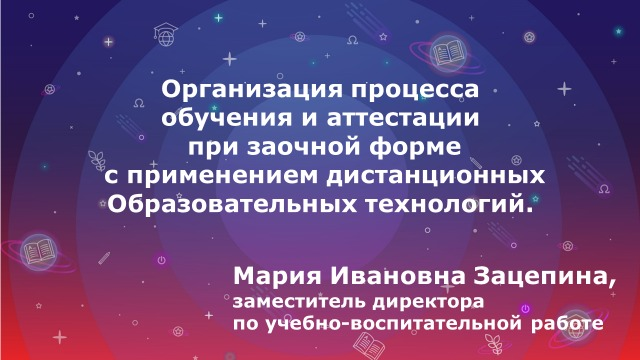 Организация процесса
обучения и аттестации
при заочной форме
с применением дистанционных
Образовательных технологий.
Мария Ивановна Зацепина,
заместитель директора
по учебно-воспитательной работе